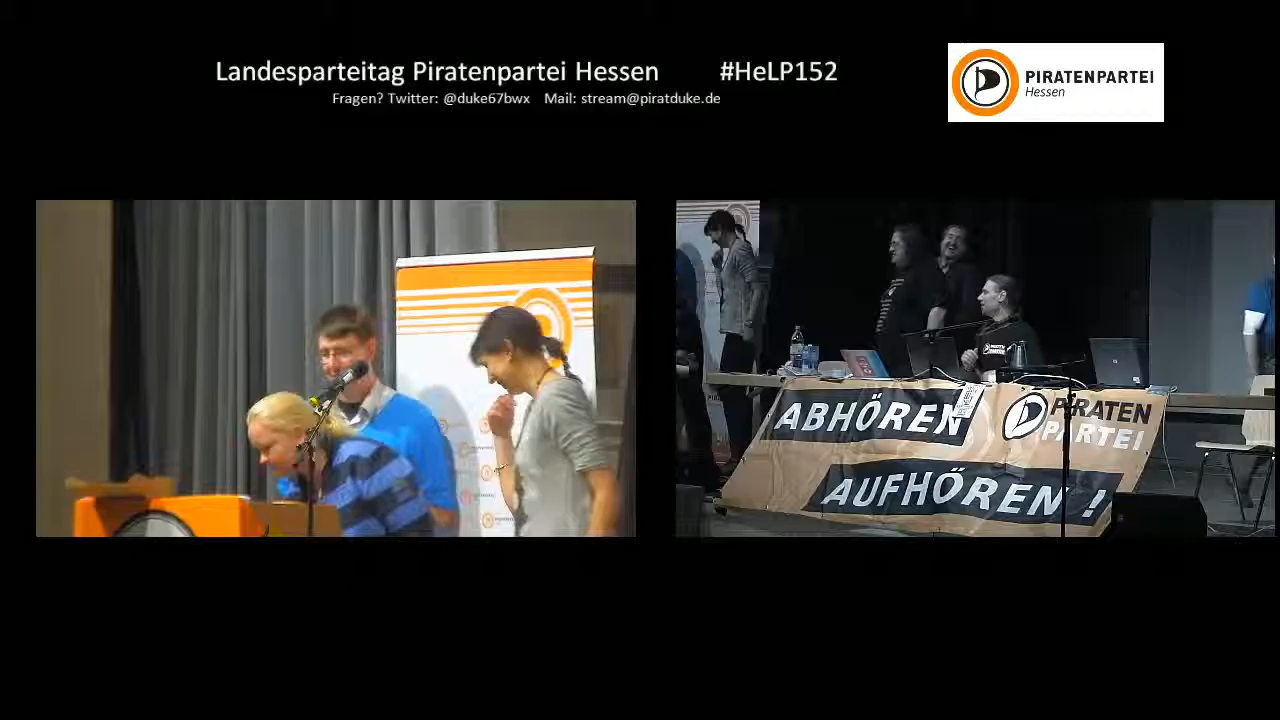 Landesparteitag Piratenpartei Hessen #HeLP152
Fragen? Twitter: @duke67bwx Mail: stream@piratduke.de
PIRATENPARTEI
Hessen
ABHÖREN
AUFHÖREN !
PIRATEN
PARTEI